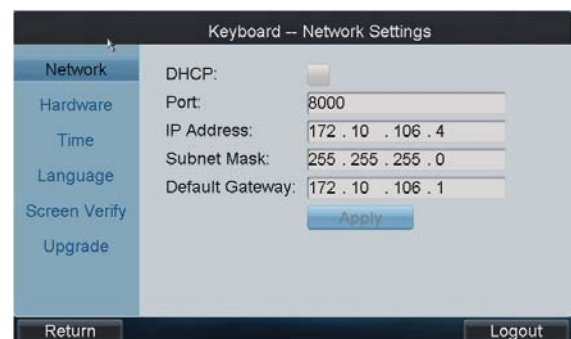 Keyboard -- Network Settings
Network
Hardware
Time
Language
Screen Verify
Upgrade
DHCP:
Port: 8000
IP Address: 172 . 10 . 106 . 4
Subnet Mask: 255 . 255 . 255 . 0
Default Gateway: 172 . 10 . 106 . 1
Apply
Return
Logout